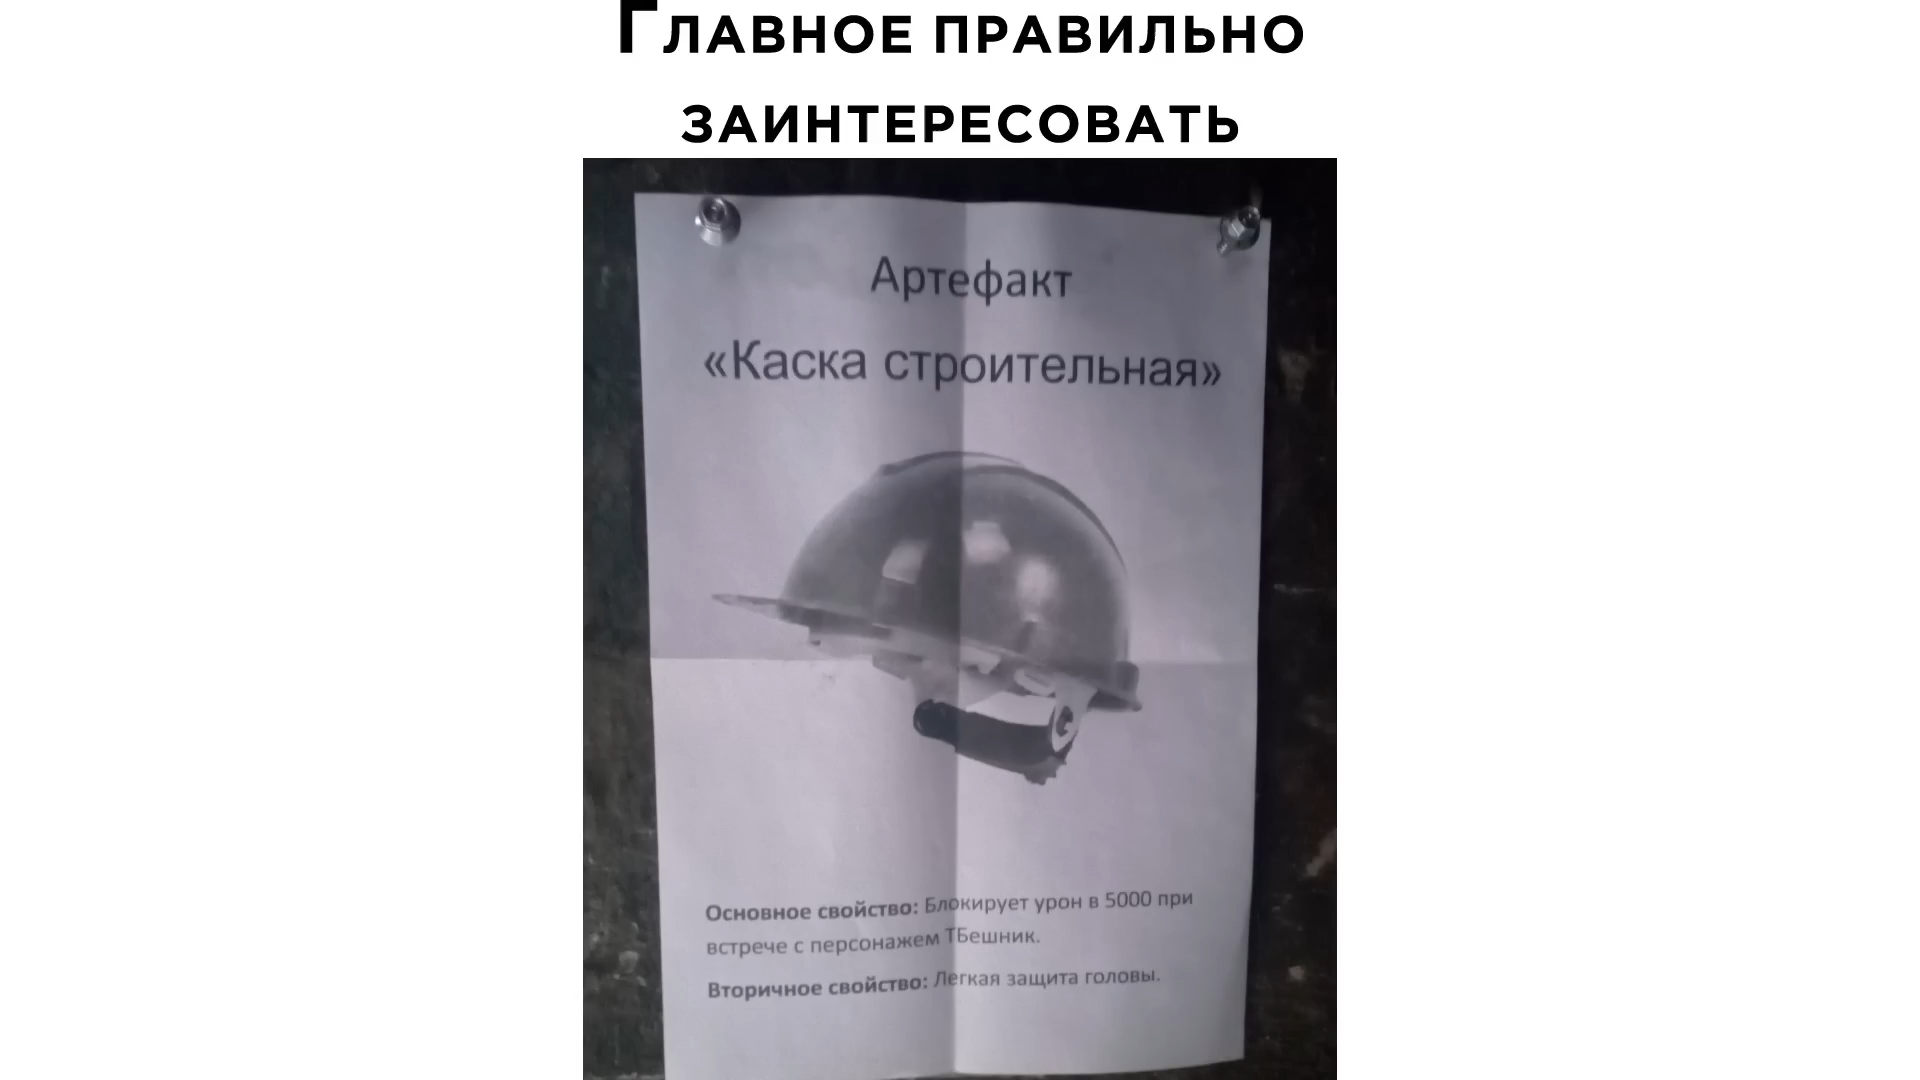 Главное правильно
заинтересовать
Артефакт
«Каска строительная»
Основное свойство: Блокирует урон в 5000 при
встрече с персонажем ТБешник.
Вторичное свойство: Легкая защита головы.